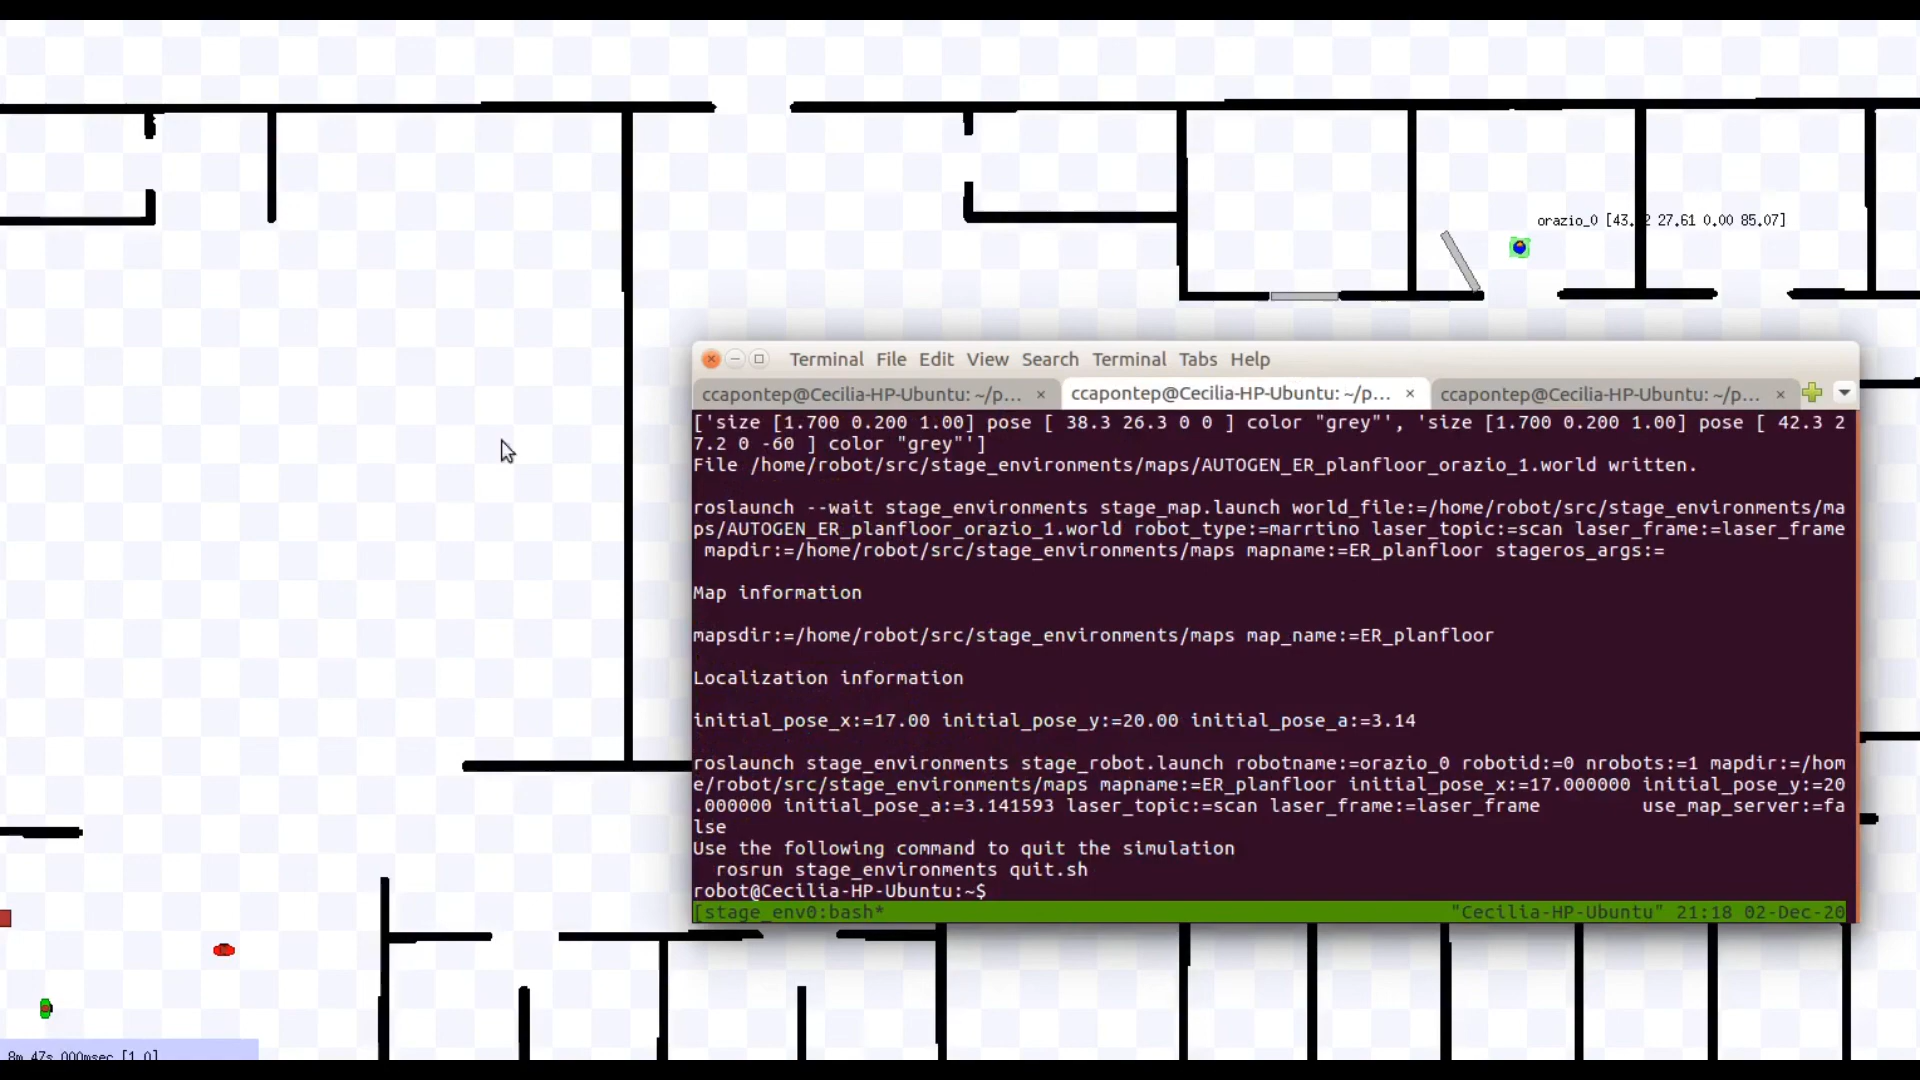 orazio_0 [43. 2 27.61 0.00 85.07]
Terminal File Edit View Search Terminal Tabs Help
ccapontep@Cecilia-HP-Ubuntu: ~/p... × ccapontep@Cecilia-HP-Ubuntu: ~/p... × ccapontep@Cecilia-HP-Ubuntu: ~/p... ×
['size [1.700 0.200 1.00] pose [ 38.3 26.3 0 0 ] color "grey"', 'size [1.700 0.200 1.00] pose [ 42.3 2
7.2 0 -60 ] color "grey"']
File /home/robot/src/stage_environments/maps/AUTOGEN_ER_planfloor_orazio_1.world written.
roslaunch --wait stage_environments stage_map.launch world_file:=/home/robot/src/stage_environments/ma
ps/AUTOGEN_ER_planfloor_orazio_1.world robot_type:=marrtino laser_topic:=scan laser_frame:=laser_frame
mapdir:=/home/robot/src/stage_environments/maps mapname:=ER_planfloor stageros_args:=
Map information
mapsdir:=/home/robot/src/stage_environments/maps map_name:=ER_planfloor
Localization information
initial_pose_x:=17.00 initial_pose_y:=20.00 initial_pose_a:=3.14
roslaunch stage_environments stage_robot.launch robotname:=orazio_0 robotid:=0 nrobots:=1 mapdir:=/hom
e/robot/src/stage_environments/maps mapname:=ER_planfloor initial_pose_x:=17.000000 initial_pose_y:=20
.000000 initial_pose_a:=3.141593 laser_topic:=scan laser_frame:=laser_frame use_map_server:=fa
lse
Use the following command to quit the simulation
rosrun stage_environments quit.sh
robot@Cecilia-HP-Ubuntu:~$
[stage_env0:bash* "Cecilia-HP-Ubuntu" 21:18 02-Dec-20
8m 47s 000msec [1.0]